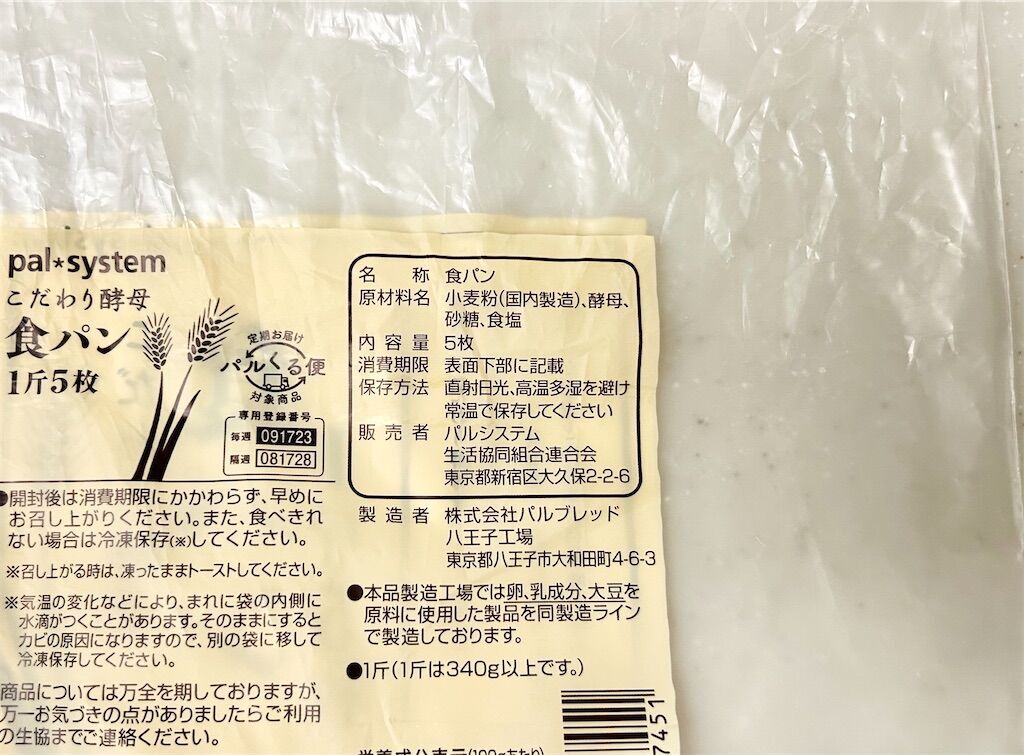 pal*system
こだわり酵母
食パン
1斤5枚
定期お届け
パルくる便
対象商品
専用登録番号
毎週 091723
隔週 081728
●開封後は消費期限にかかわらず、早めに
お召し上がりください。また、食べきれ
ない場合は冷凍保存(※)してください。
※召し上がる時は、凍ったままトーストしてください。
※気温の変化などにより、まれに袋の内側に
水滴がつくことがあります。そのままにすると
カビの原因になりますので、別の袋に移して
冷凍保存してください。
商品については万全を期しておりますが、
万一お気づきの点がありましたらご利用
の生協までご連絡ください。
名称 食パン
原材料名 小麦粉(国内製造)、酵母、
砂糖、食塩
内容量 5枚
消費期限 表面下部に記載
保存方法 直射日光、高温多湿を避け
常温で保存してください
販売者 パルシステム
生活協同組合連合会
東京都新宿区大久保2-2-6
製造者 株式会社パルブレッド
八王子工場
東京都八王子市大和田町4-6-3
●本品製造工場では卵、乳成分、大豆を
原料に使用した製品を同製造ライン
で製造しております。
●1斤(1斤は340g以上です。)
7451